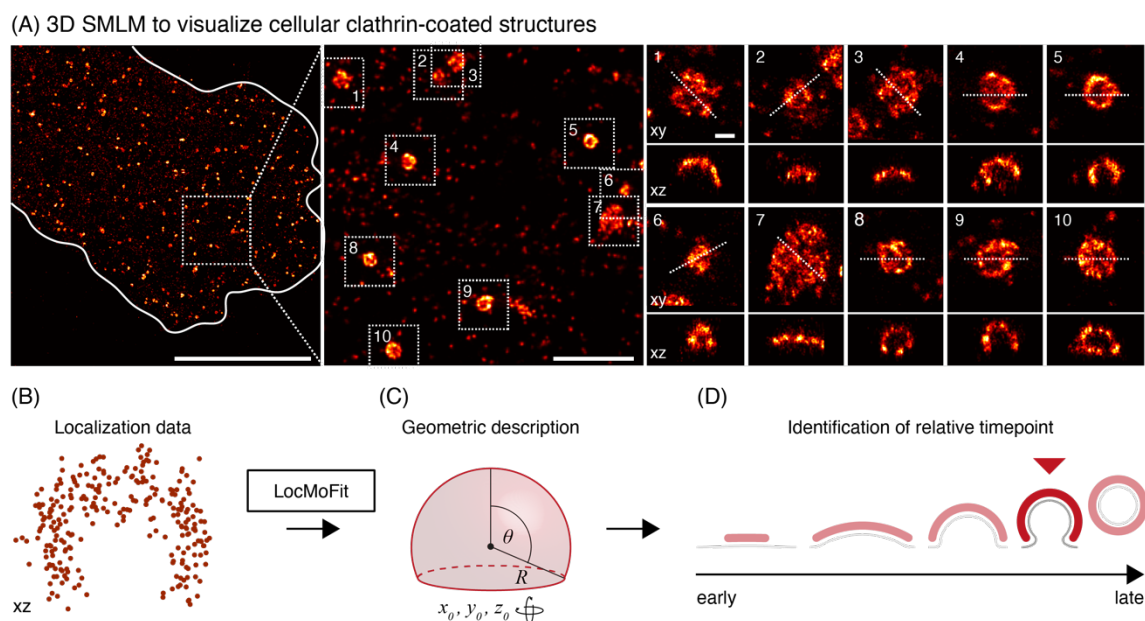 (A) 3D SMLM to visualize cellular clathrin-coated structures
1
2
3
4
5
6
7
8
9
10
1
2
3
4
5
xy
xz
6
7
8
9
10
xy
xz
(B)
(C)
(D)
Localization data
Geometric description
Identification of relative timepoint
LocMoFit
θ
R
xz
x₀, y₀, z₀
early
late